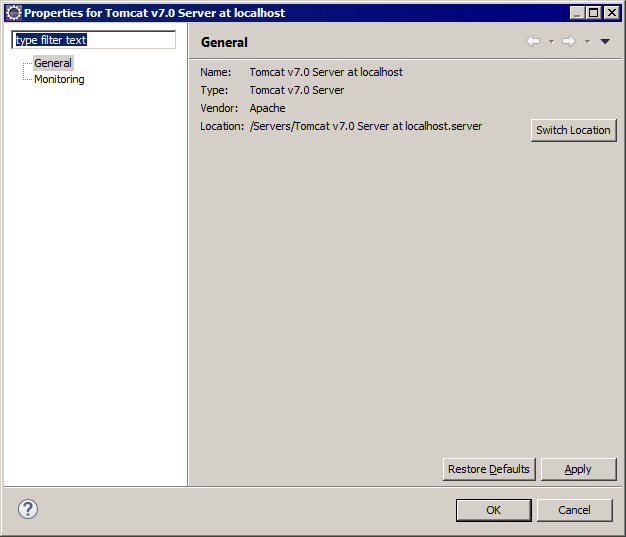 Properties for Tomcat v7.0 Server at localhost
type filter text
General
Monitoring
General
Name: Tomcat v7.0 Server at localhost
Type: Tomcat v7.0 Server
Vendor: Apache
Location: /Servers/Tomcat v7.0 Server at localhost.server
Switch Location
Restore Defaults Apply
? OK Cancel